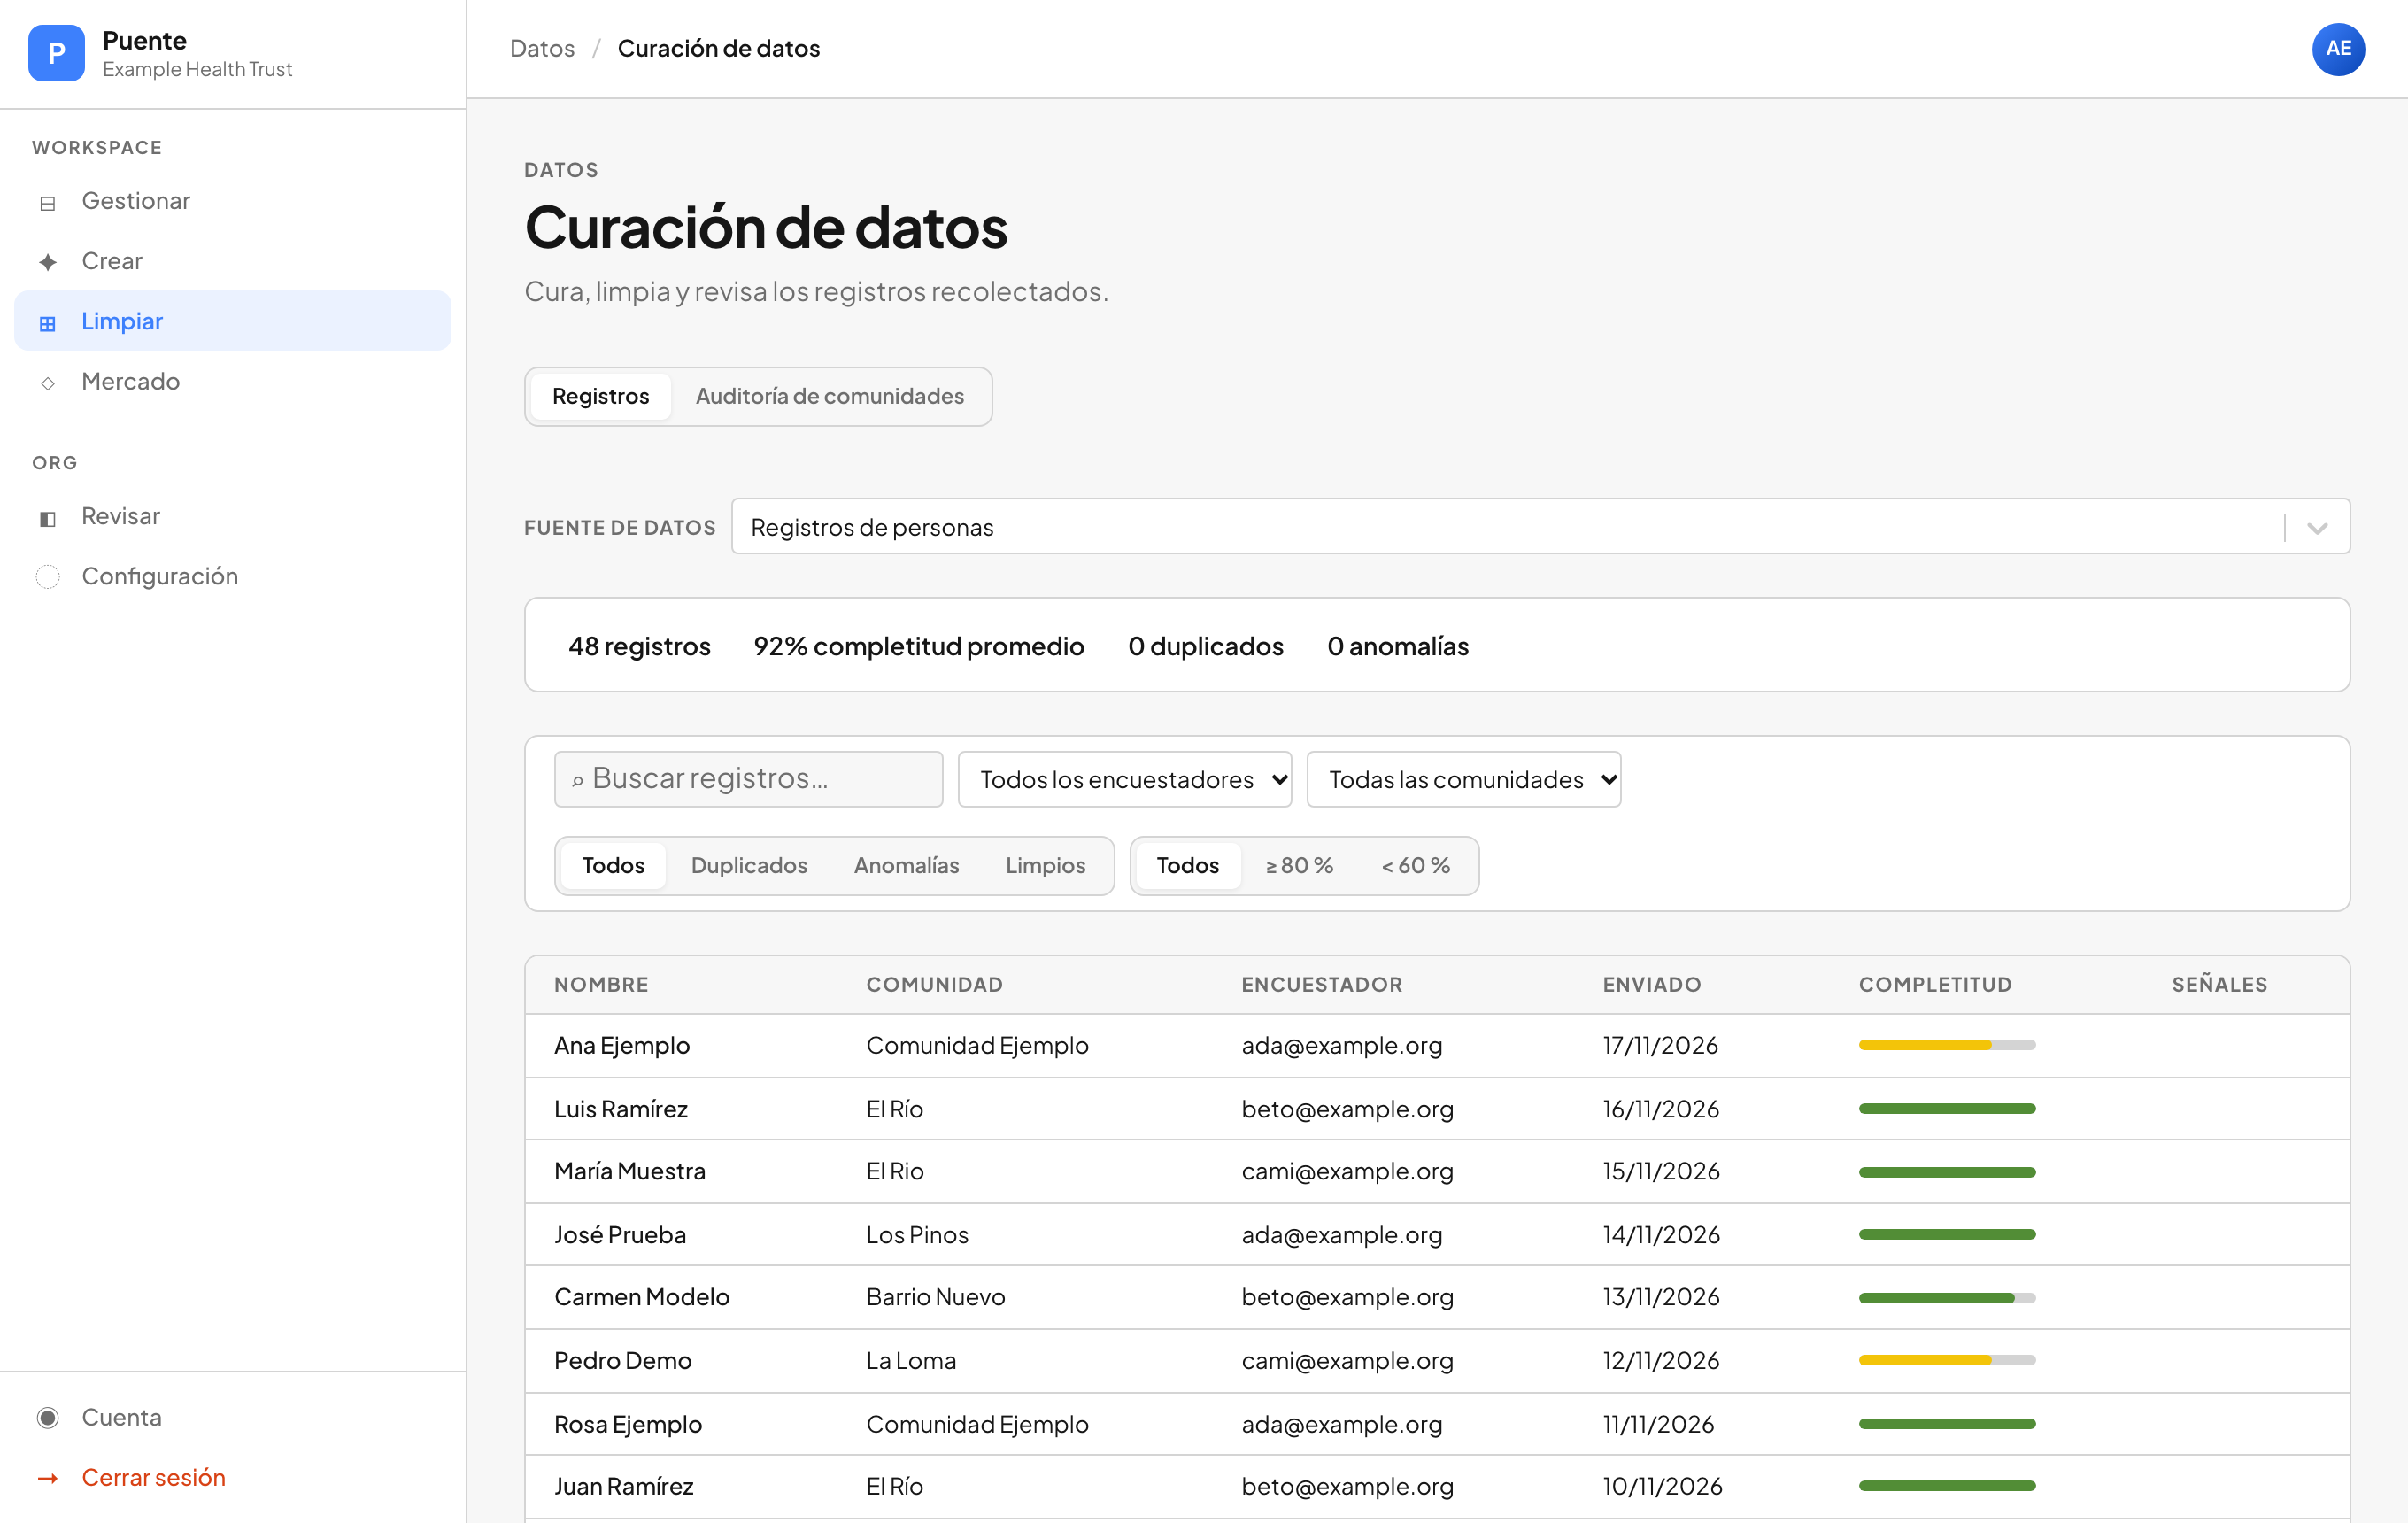 P
Puente
Example Health Trust
WORKSPACE
Gestionar
Crear
Limpiar
Mercado
ORG
Revisar
Configuración
Cuenta
Cerrar sesión
Datos / Curación de datos
AE
DATOS
Curación de datos
Cura, limpia y revisa los registros recolectados.
Registros Auditoría de comunidades
FUENTE DE DATOS Registros de personas
48 registros 92% completitud promedio 0 duplicados 0 anomalías
Buscar registros... Todos los encuestadores Todas las comunidades
Todos Duplicados Anomalías Limpios Todos ≥ 80 % < 60 %
NOMBRE COMUNIDAD ENCUESTADOR ENVIADO COMPLETITUD SEÑALES
Ana Ejemplo Comunidad Ejemplo ada@example.org 17/11/2026
Luis Ramírez El Río beto@example.org 16/11/2026
María Muestra El Rio cami@example.org 15/11/2026
José Prueba Los Pinos ada@example.org 14/11/2026
Carmen Modelo Barrio Nuevo beto@example.org 13/11/2026
Pedro Demo La Loma cami@example.org 12/11/2026
Rosa Ejemplo Comunidad Ejemplo ada@example.org 11/11/2026
Juan Ramírez El Río beto@example.org 10/11/2026